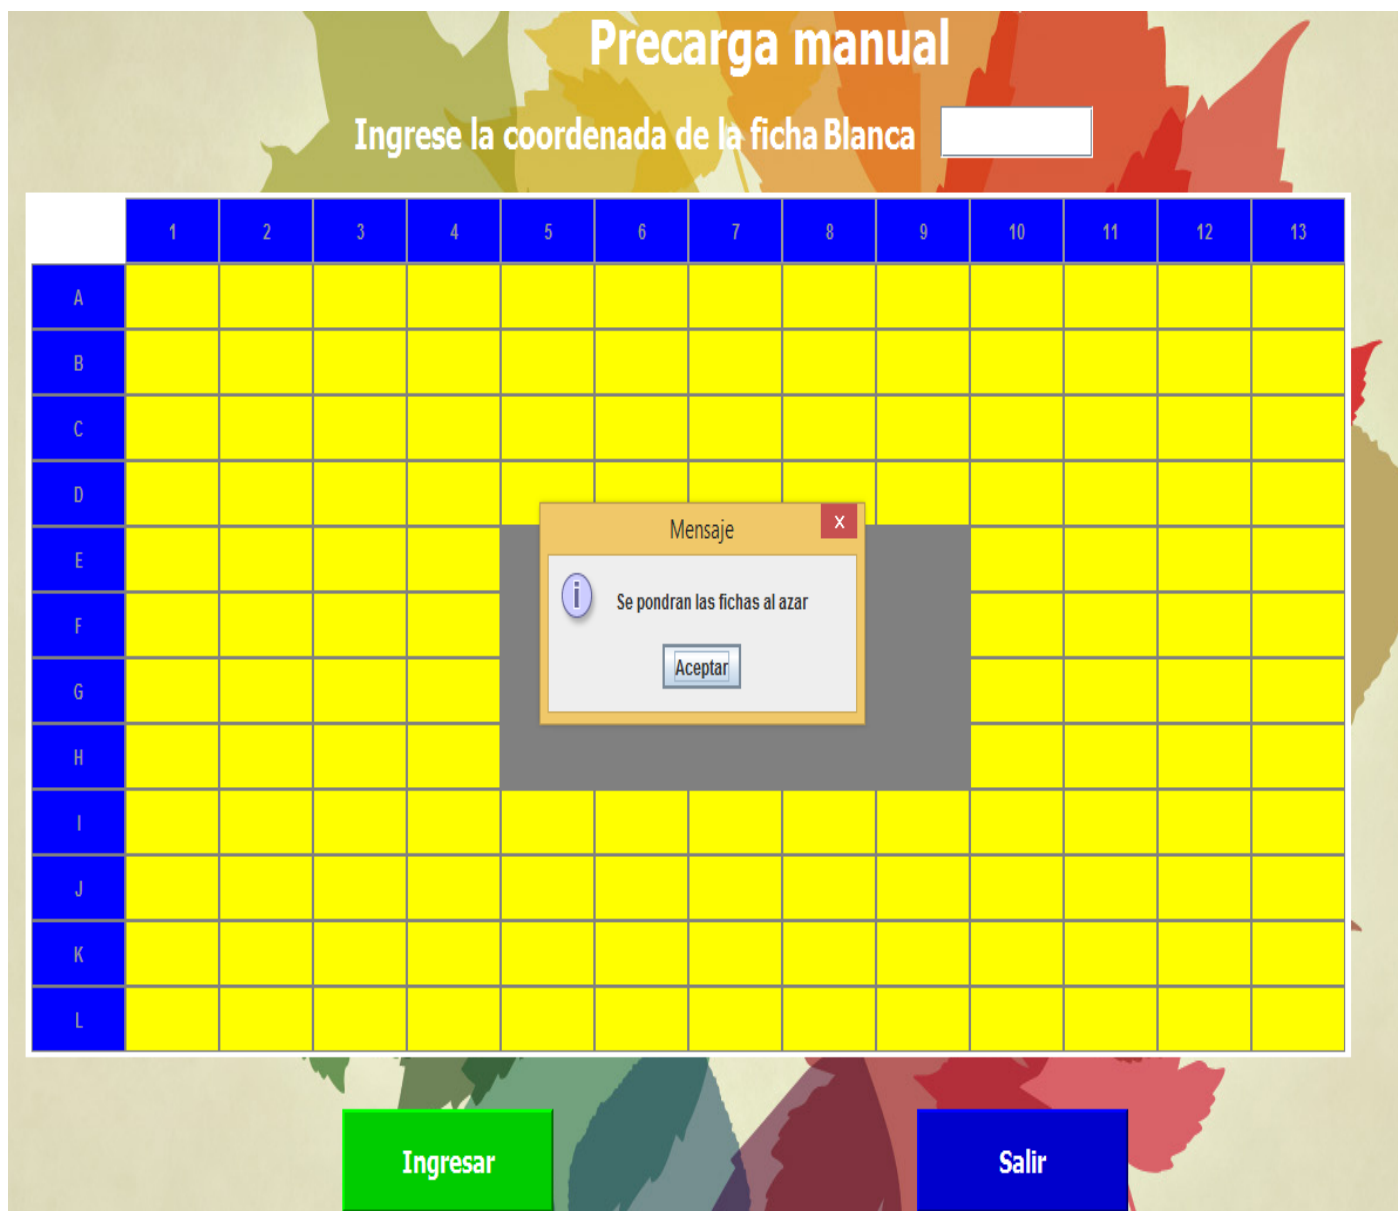 Precarga manual
Ingrese la coordenada de la ficha Blanca
1 2 3 4 5 6 7 8 9 10 11 12 13
A
B
C
D
Mensaje x
E
Se pondran las fichas al azar
F
Aceptar
G
H
I
J
K
L
Ingresar Salir